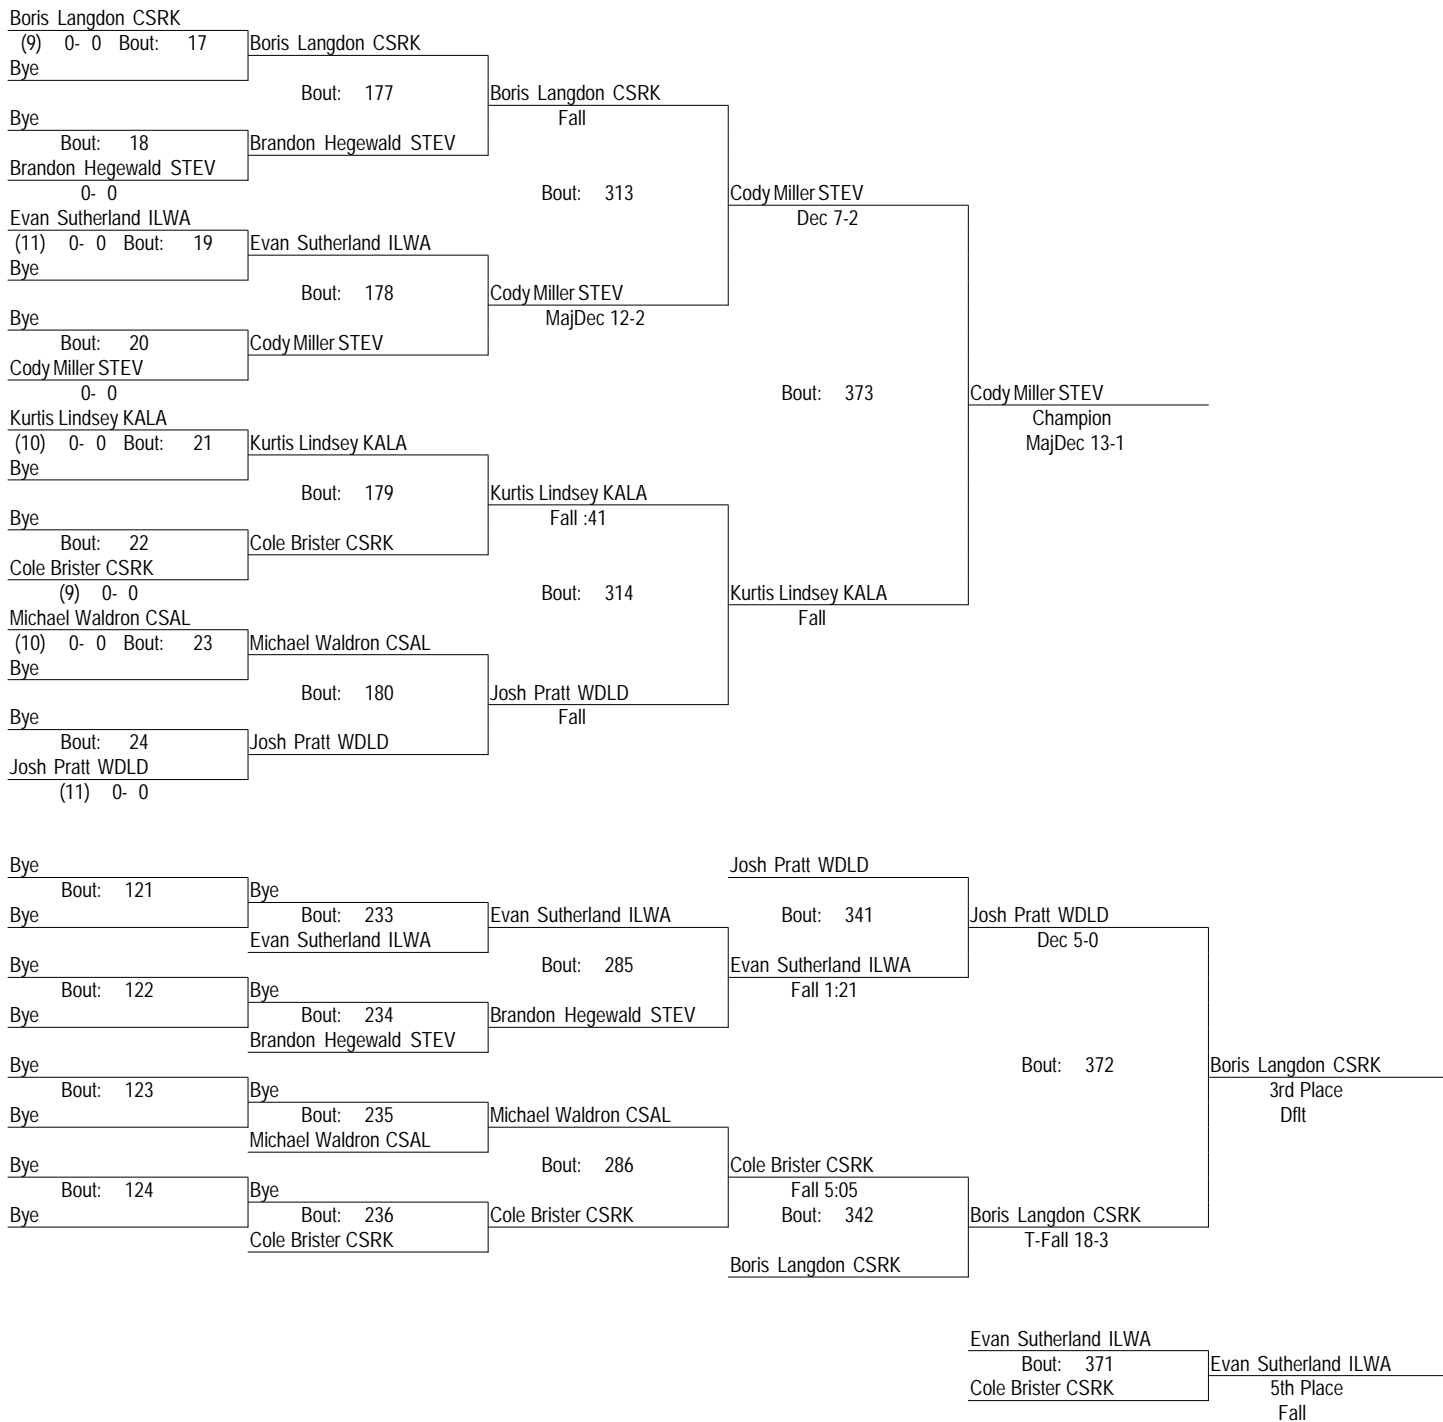 Boris Langdon CSRK
(9) 0- 0 Bout: 17 Boris Langdon CSRK
Bye
Bout: 177 Boris Langdon CSRK
Bye Fall
Bout: 18 Brandon Hegewald STEV
Brandon Hegewald STEV
0- 0 Bout: 313 Cody Miller STEV
Evan Sutherland ILWA Dec 7-2
(11) 0- 0 Bout: 19 Evan Sutherland ILWA
Bye
Bout: 178 Cody Miller STEV
Bye MajDec 12-2
Bout: 20 Cody Miller STEV
Cody Miller STEV
0- 0 Bout: 373 Cody Miller STEV
Kurtis Lindsey KALA Champion
(10) 0- 0 Bout: 21 Kurtis Lindsey KALA MajDec 13-1
Bye
Bout: 179 Kurtis Lindsey KALA
Bye Fall :41
Bout: 22 Cole Brister CSRK
Cole Brister CSRK
(9) 0- 0 Bout: 314 Kurtis Lindsey KALA
Michael Waldron CSAL Fall
(10) 0- 0 Bout: 23 Michael Waldron CSAL
Bye
Bout: 180 Josh Pratt WDLD
Bye Fall
Bout: 24 Josh Pratt WDLD
Josh Pratt WDLD
(11) 0- 0
Bye Josh Pratt WDLD
Bout: 121 Bye
Bye Bout: 233 Evan Sutherland ILWA Bout: 341 Josh Pratt WDLD
Evan Sutherland ILWA Dec 5-0
Bye Bout: 285 Evan Sutherland ILWA
Bout: 122 Bye Fall 1:21
Bye Bout: 234 Brandon Hegewald STEV
Brandon Hegewald STEV
Bye Bout: 372 Boris Langdon CSRK
Bout: 123 Bye 3rd Place
Bye Bout: 235 Michael Waldron CSAL Dflt
Michael Waldron CSAL
Bye Bout: 286 Cole Brister CSRK
Bout: 124 Bye Fall 5:05
Bye Bout: 236 Cole Brister CSRK Bout: 342 Boris Langdon CSRK
Cole Brister CSRK T-Fall 18-3
Boris Langdon CSRK
Evan Sutherland ILWA
Bout: 371 Evan Sutherland ILWA
Cole Brister CSRK 5th Place
Fall